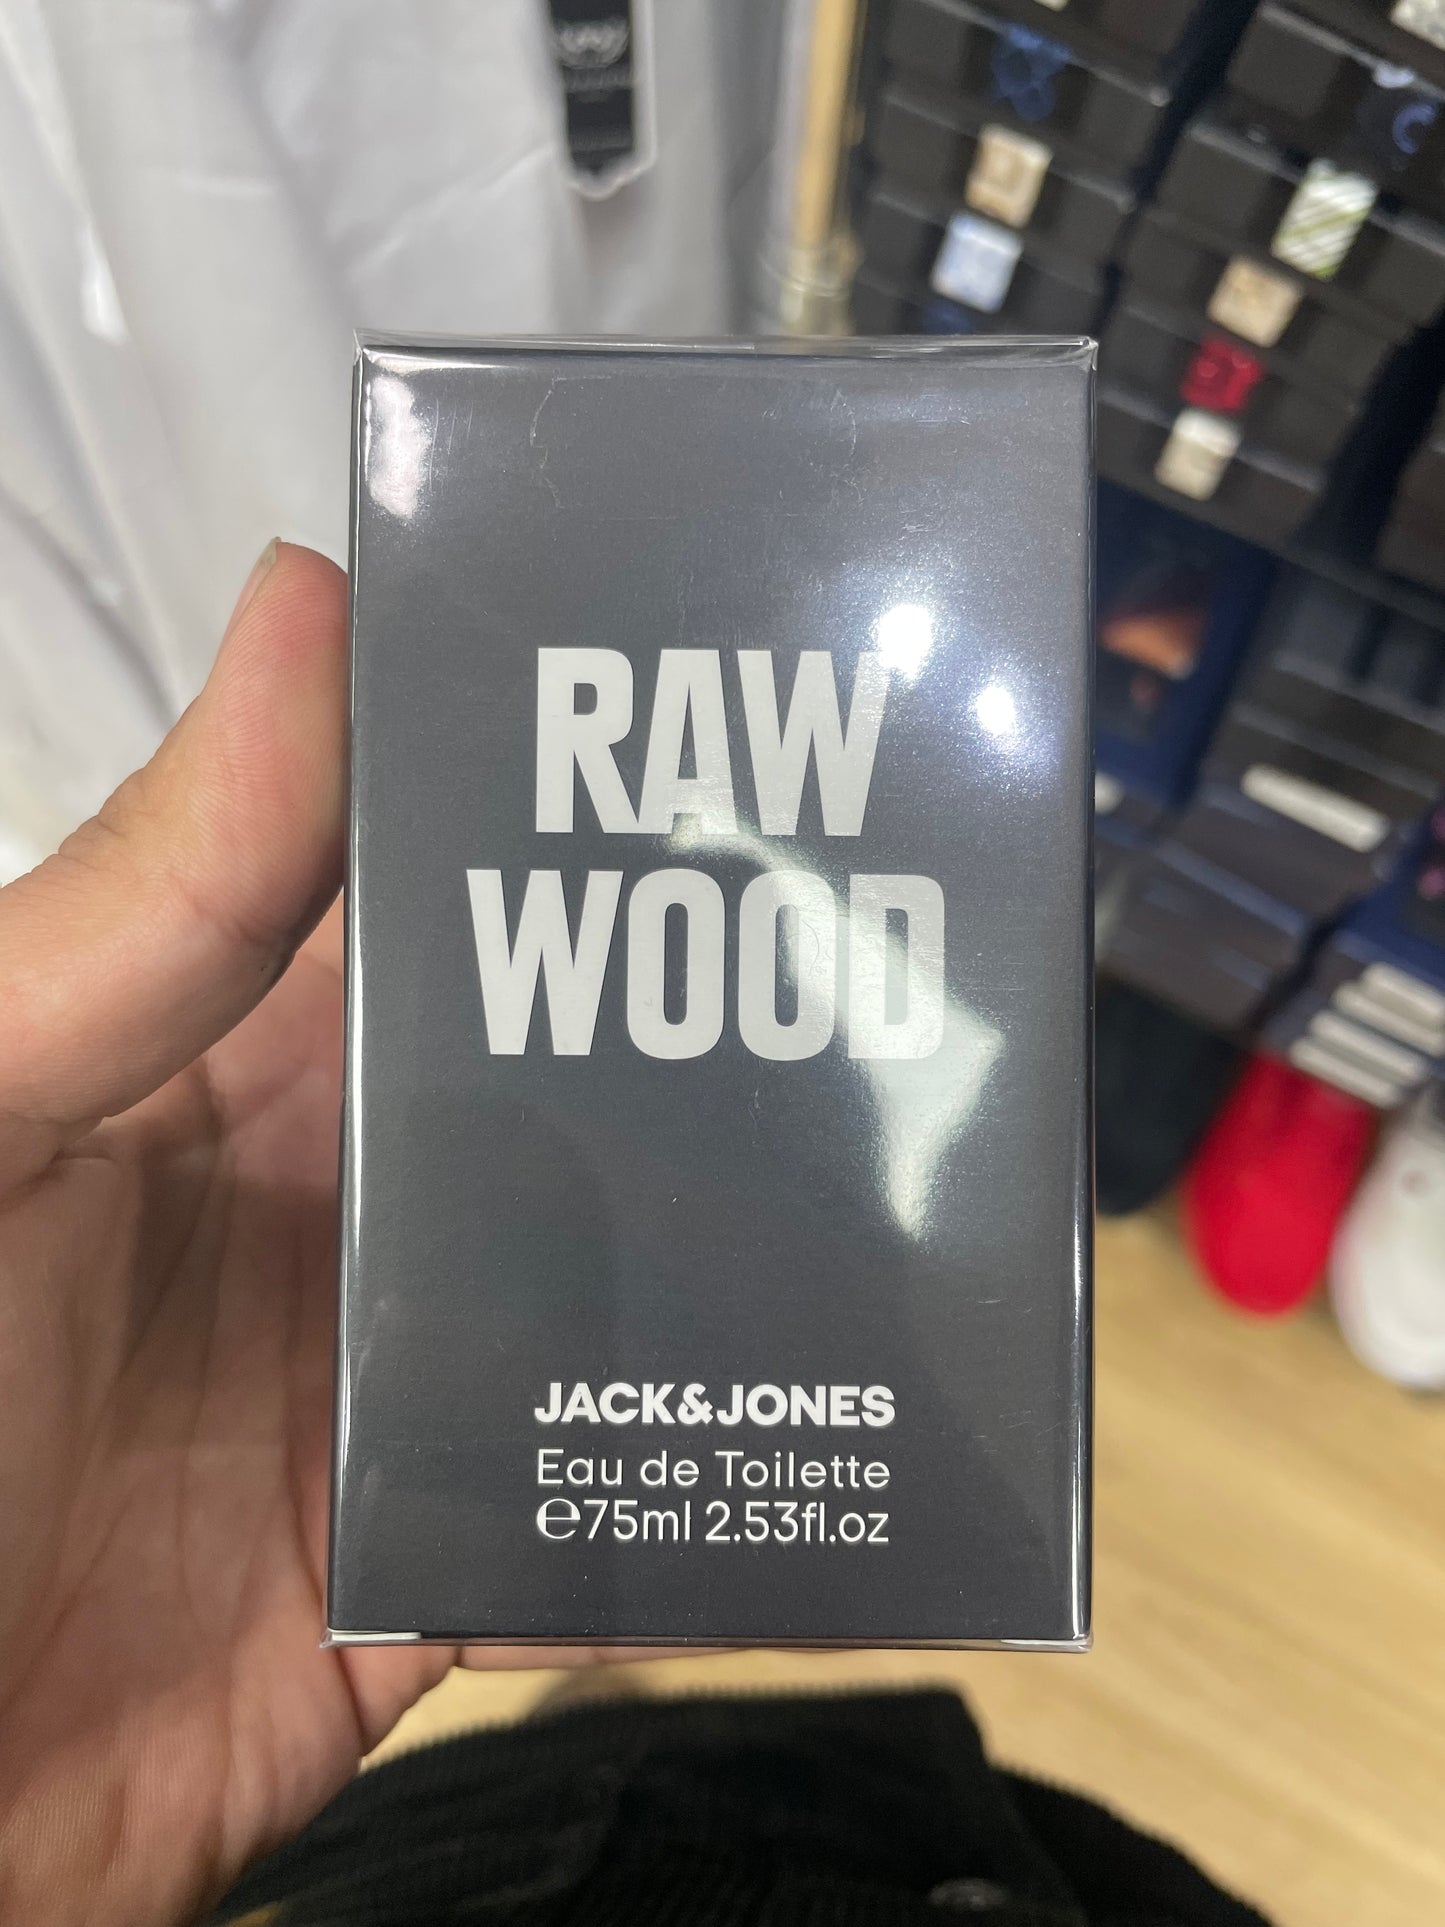 RAW
WOOD
JACK&JONES
Eau de Toilette
℮75ml 2.53fl.oz